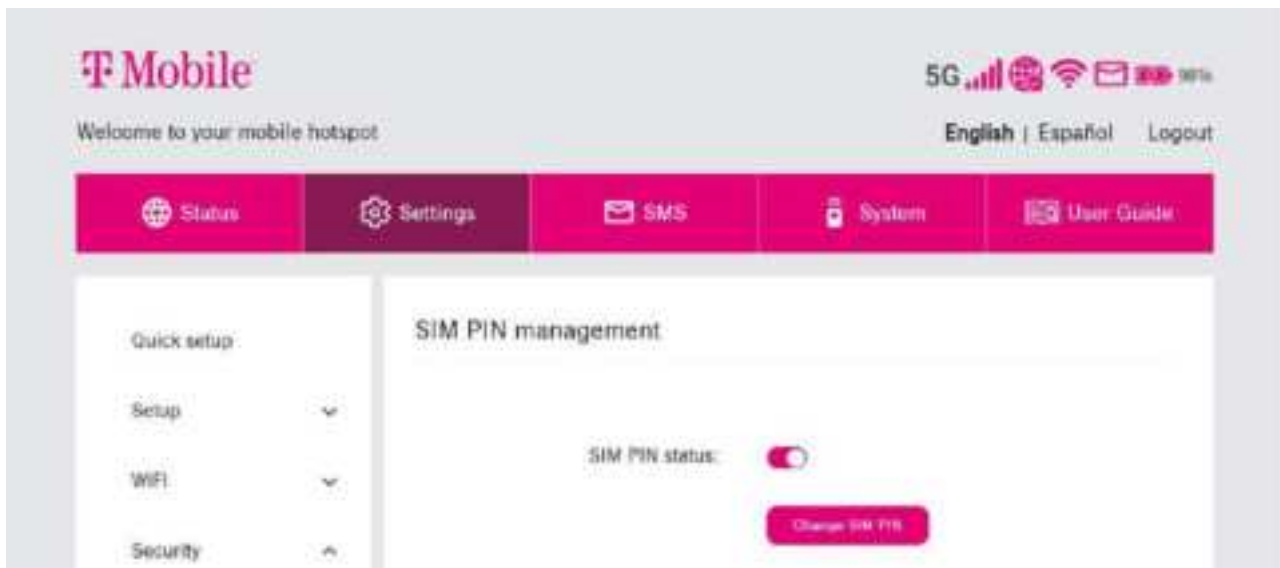 T Mobile
5G 98%
Welcome to your mobile hotspot
English | Español Logout
Status Settings SMS System User Guide
Quick setup
SIM PIN management
Setup
SIM PIN status:
WiFi
Change SIM PIN
Security